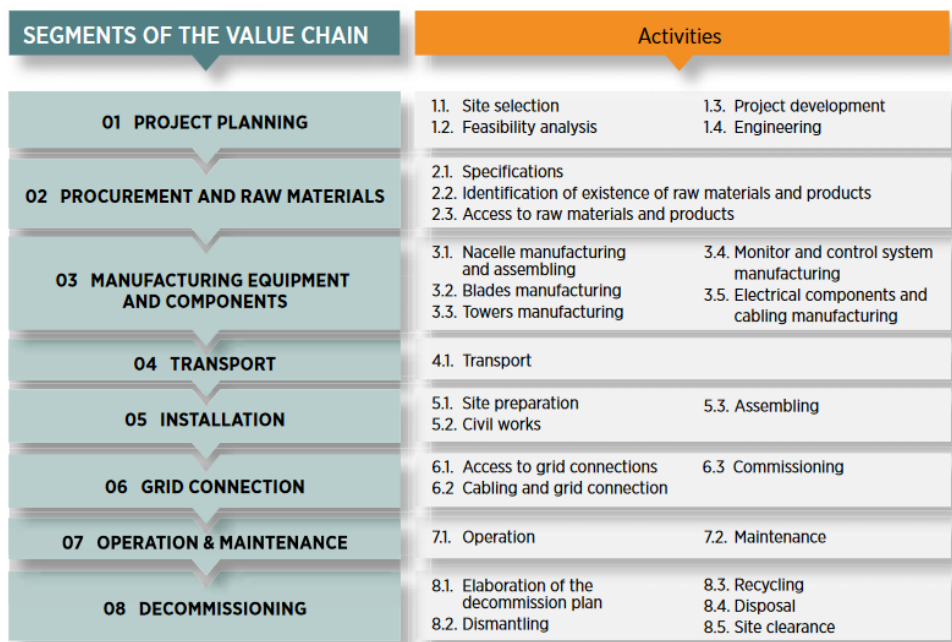 SEGMENTS OF THE VALUE CHAIN
Activities
01 PROJECT PLANNING
1.1. Site selection
1.2. Feasibility analysis
1.3. Project development
1.4. Engineering
02 PROCUREMENT AND RAW MATERIALS
2.1. Specifications
2.2. Identification of existence of raw materials and products
2.3. Access to raw materials and products
03 MANUFACTURING EQUIPMENT
AND COMPONENTS
3.1. Nacelle manufacturing
and assembling
3.2. Blades manufacturing
3.3. Towers manufacturing
3.4. Monitor and control system
manufacturing
3.5. Electrical components and
cabling manufacturing
04 TRANSPORT
4.1. Transport
05 INSTALLATION
5.1. Site preparation
5.2. Civil works
5.3. Assembling
06 GRID CONNECTION
6.1. Access to grid connections
6.2 Cabling and grid connection
6.3 Commissioning
07 OPERATION & MAINTENANCE
7.1. Operation
7.2. Maintenance
08 DECOMMISSIONING
8.1. Elaboration of the
decommission plan
8.2. Dismantling
8.3. Recycling
8.4. Disposal
8.5. Site clearance